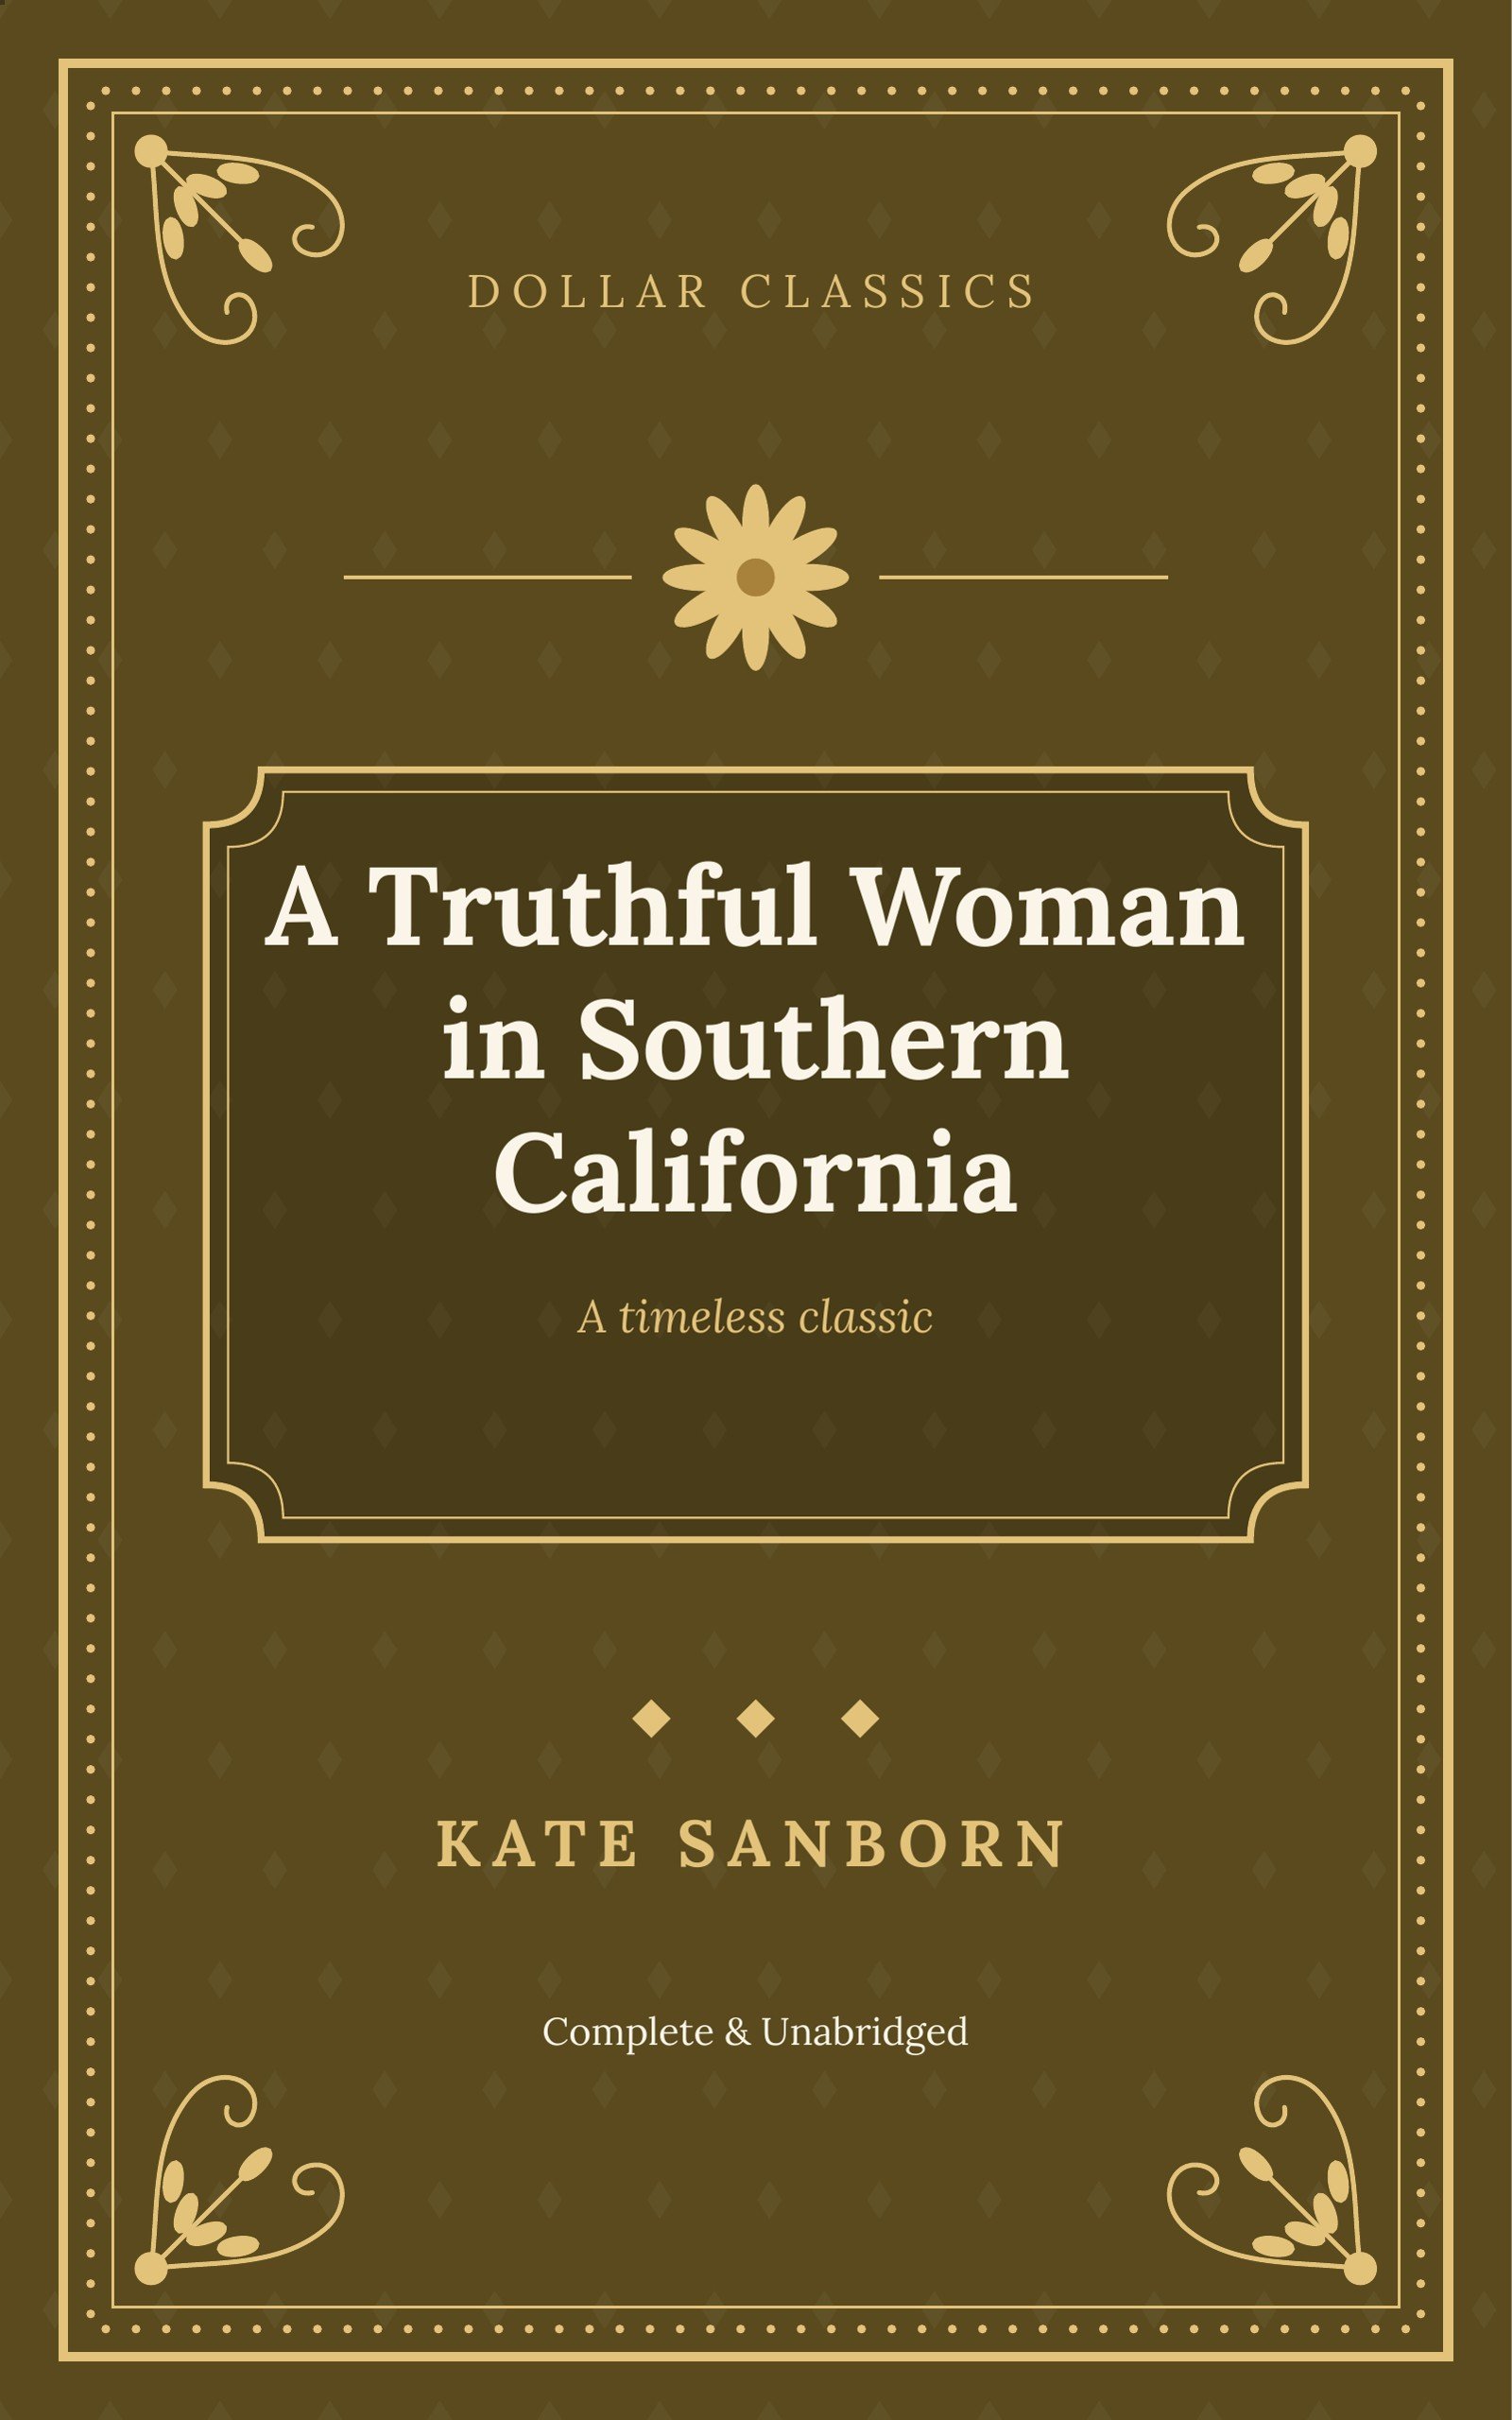 DOLLAR CLASSICS
A Truthful Woman
in Southern
California
A timeless classic
KATE SANBORN
Complete & Unabridged